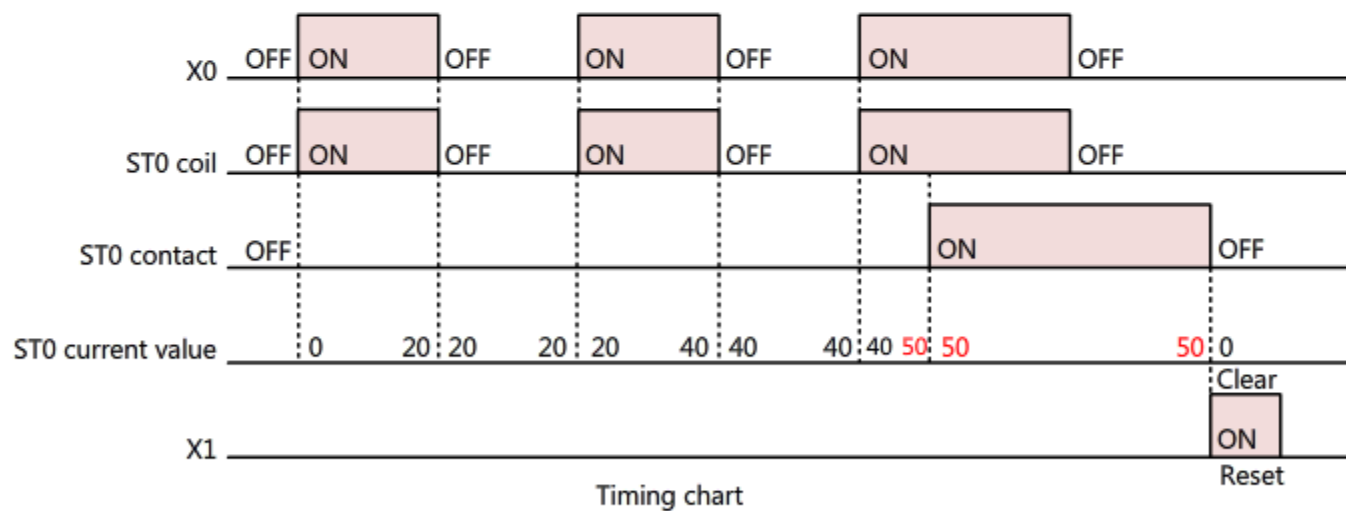 X0 OFF ON OFF ON OFF ON OFF
ST0 coil OFF ON OFF ON OFF ON OFF
ST0 contact OFF ON OFF
ST0 current value 0 20 20 20 20 40 40 40 40 50 50 50 0
Clear
X1 ON
Reset
Timing chart